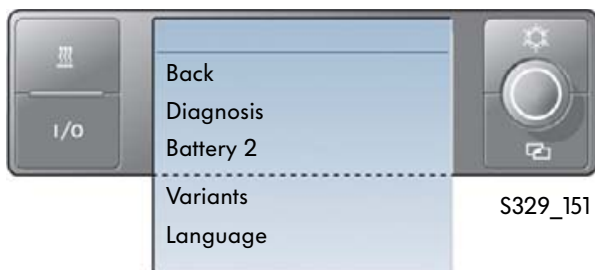 I/O
Back
Diagnosis
Battery 2
Variants
Language
S329_151